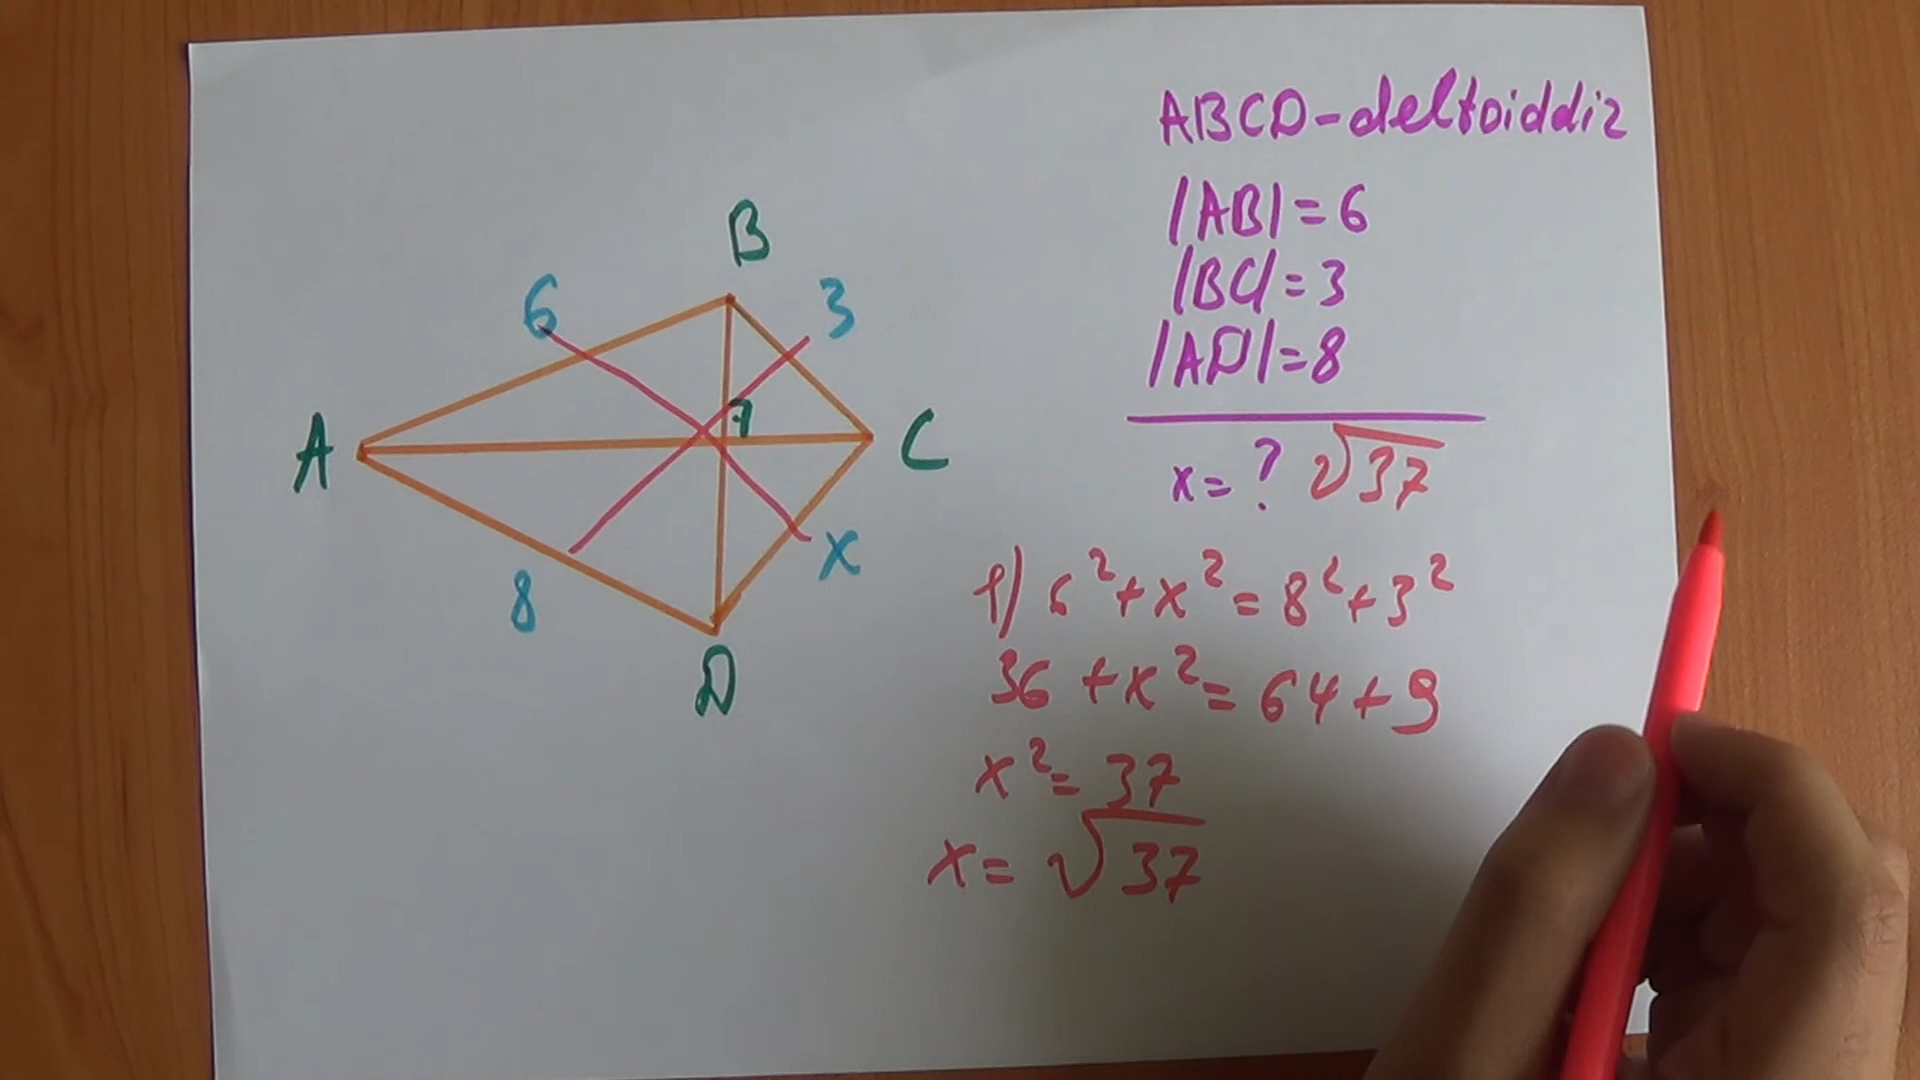 ABCD-deltoiddiz
|AB|=6
|BC|=3
|AD|=8
x=? √37
B
6
3
A
C
8
x
D
1) 6²+x²=8²+3²
36+x²=64+9
x²=37
x=√37